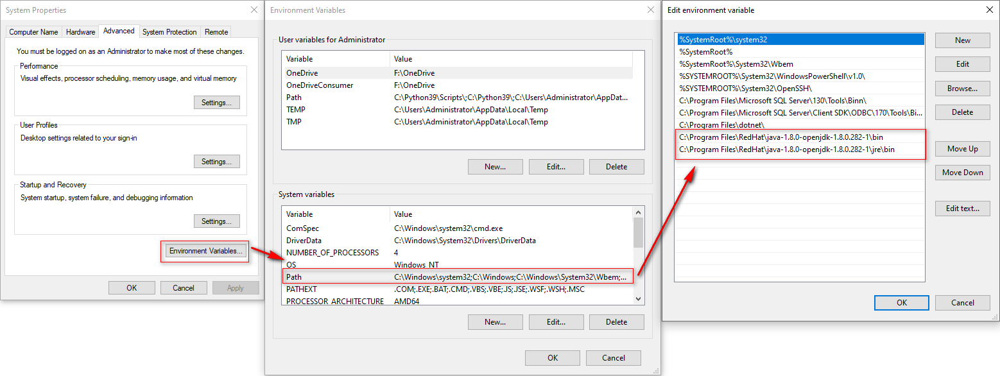 System Properties
Computer Name Hardware Advanced System Protection Remote
You must be logged on as an Administrator to make most of these changes.
Performance
Visual effects, processor scheduling, memory usage, and virtual memory
Settings...
User Profiles
Desktop settings related to your sign-in
Settings...
Startup and Recovery
System startup, system failure, and debugging information
Settings...
Environment Variables...
OK Cancel Apply
Environment Variables
User variables for Administrator
Variable Value
OneDrive F:\OneDrive
OneDriveConsumer F:\OneDrive
Path C:\Python39\Scripts\;C:\Python39\;C:\Users\Administrator\AppDat...
TEMP C:\Users\Administrator\AppData\Local\Temp
TMP C:\Users\Administrator\AppData\Local\Temp
New... Edit... Delete
System variables
Variable Value
ComSpec C:\Windows\system32\cmd.exe
DriverData C:\Windows\System32\Drivers\DriverData
NUMBER_OF_PROCESSORS 4
OS Windows_NT
Path C:\Windows\system32;C:\Windows;C:\Windows\System32\Wbem;...
PATHEXT .COM;.EXE;.BAT;.CMD;.VBS;.VBE;.JS;.JSE;.WSF;.WSH;.MSC
PROCESSOR_ARCHITECTURE AMD64
New... Edit... Delete
OK Cancel
Edit environment variable
%SystemRoot%\system32
%SystemRoot%
%SystemRoot%\System32\Wbem
%SYSTEMROOT%\System32\WindowsPowerShell\v1.0\
%SYSTEMROOT%\System32\OpenSSH\
C:\Program Files\Microsoft SQL Server\130\Tools\Binn\
C:\Program Files\Microsoft SQL Server\Client SDK\ODBC\170\Tools\Bi...
C:\Program Files\dotnet\
C:\Program Files\RedHat\java-1.8.0-openjdk-1.8.0.282-1\bin
C:\Program Files\RedHat\java-1.8.0-openjdk-1.8.0.282-1\jre\bin
New
Edit
Browse...
Delete
Move Up
Move Down
Edit text...
OK Cancel